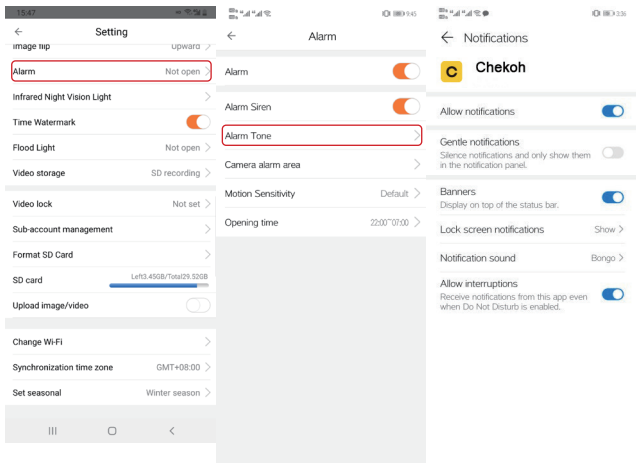 15:47
Setting
Image flip Upward
Alarm Not open
Infrared Night Vision Light
Time Watermark
Flood Light Not open
Video storage SD recording
Video lock Not set
Sub-account management
Format SD Card
SD card Left3.45GB/Total29.52GB
Upload image/video
Change Wi-Fi
Synchronization time zone GMT+08:00
Set seasonal Winter season
9:45
Alarm
Alarm
Alarm Siren
Alarm Tone
Camera alarm area
Motion Sensitivity Default
Opening time 22:00~07:00
3:36
Notifications
C Chekoh
Allow notifications
Gentle notifications
Silence notifications and only show them
in the notification panel.
Banners
Display on top of the status bar.
Lock screen notifications Show
Notification sound Bongo
Allow interruptions
Receive notifications from this app even
when Do Not Disturb is enabled.